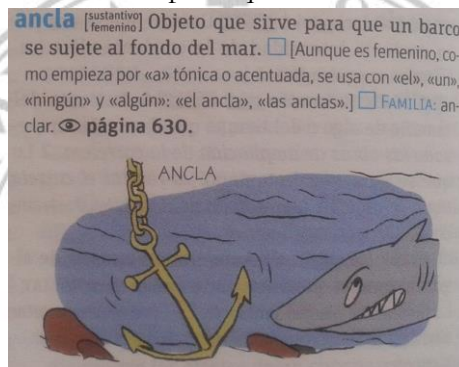 ancla [sustantivo femenino] Objeto que sirve para que un barco
se sujete al fondo del mar. □ [Aunque es femenino, co-
mo empieza por «a» tónica o acentuada, se usa con «el», «un»,
«ningún» y «algún»: «el ancla», «las anclas».] □ FAMILIA: an-
clar. página 630.
ANCLA